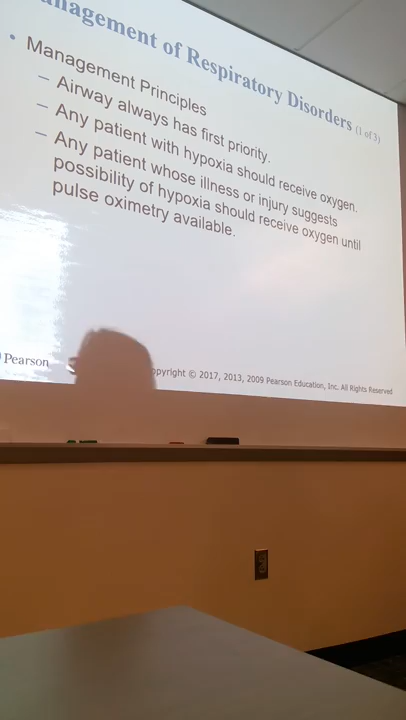 nagement of Respiratory Disorders (1 of 3)
• Management Principles
– Airway always has first priority.
– Any patient with hypoxia should receive oxygen.
– Any patient whose illness or injury suggests
possibility of hypoxia should receive oxygen until
pulse oximetry available.
Pearson
opyright © 2017, 2013, 2009 Pearson Education, Inc. All Rights Reserved